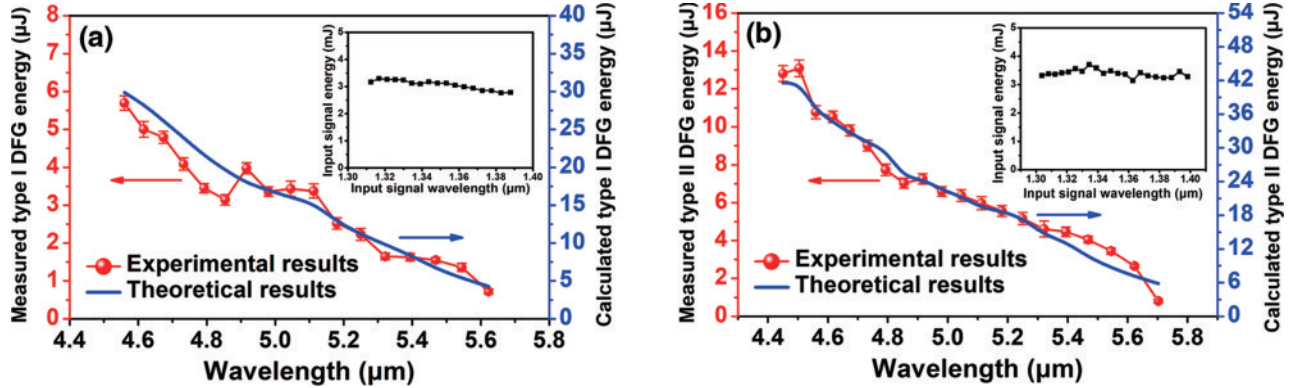 (a)
Measured type I DFG energy (µJ)
8
7
6
5
4
3
2
1
0
4.4 4.6 4.8 5.0 5.2 5.4 5.6 5.8
Wavelength (µm)
40
35
30
25
20
15
10
5
0
Calculated type I DFG energy (µJ)
Experimental results
Theoretical results
Input signal energy (mJ)
5
4
3
2
1
0
1.30 1.32 1.34 1.36 1.38 1.40
Input signal wavelength (µm)
(b)
Measured type II DFG energy (µJ)
16
14
12
10
8
6
4
2
0
4.4 4.6 4.8 5.0 5.2 5.4 5.6 5.8
Wavelength (µm)
54
48
42
36
30
24
18
12
6
0
Calculated type II DFG energy (µJ)
Experimental results
Theoretical results
Input signal energy (mJ)
5
4
3
2
1
0
1.30 1.32 1.34 1.36 1.38 1.40
Input signal wavelength (µm)